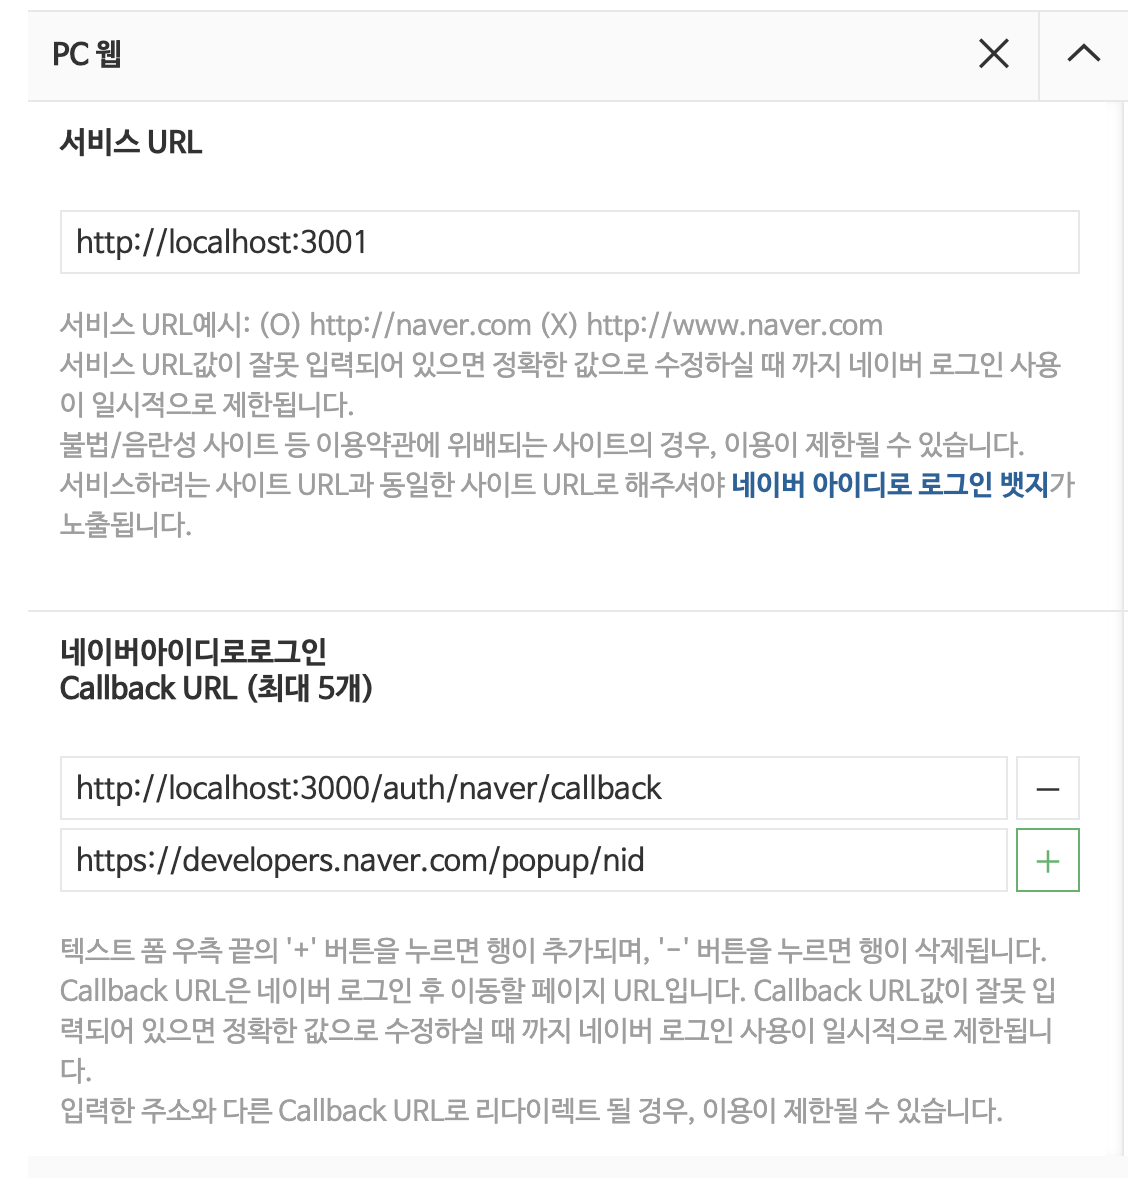 PC 웹
서비스 URL
http://localhost:3001
서비스 URL예시: (O) http://naver.com (X) http://www.naver.com
서비스 URL값이 잘못 입력되어 있으면 정확한 값으로 수정하실 때 까지 네이버 로그인 사용
이 일시적으로 제한됩니다.
불법/음란성 사이트 등 이용약관에 위배되는 사이트의 경우, 이용이 제한될 수 있습니다.
서비스하려는 사이트 URL과 동일한 사이트 URL로 해주셔야 네이버 아이디로 로그인 뱃지가
노출됩니다.
네이버아이디로로그인
Callback URL (최대 5개)
http://localhost:3000/auth/naver/callback
https://developers.naver.com/popup/nid
텍스트 폼 우측 끝의 '+' 버튼을 누르면 행이 추가되며, '-' 버튼을 누르면 행이 삭제됩니다.
Callback URL은 네이버 로그인 후 이동할 페이지 URL입니다. Callback URL값이 잘못 입
력되어 있으면 정확한 값으로 수정하실 때 까지 네이버 로그인 사용이 일시적으로 제한됩니
다.
입력한 주소와 다른 Callback URL로 리다이렉트 될 경우, 이용이 제한될 수 있습니다.